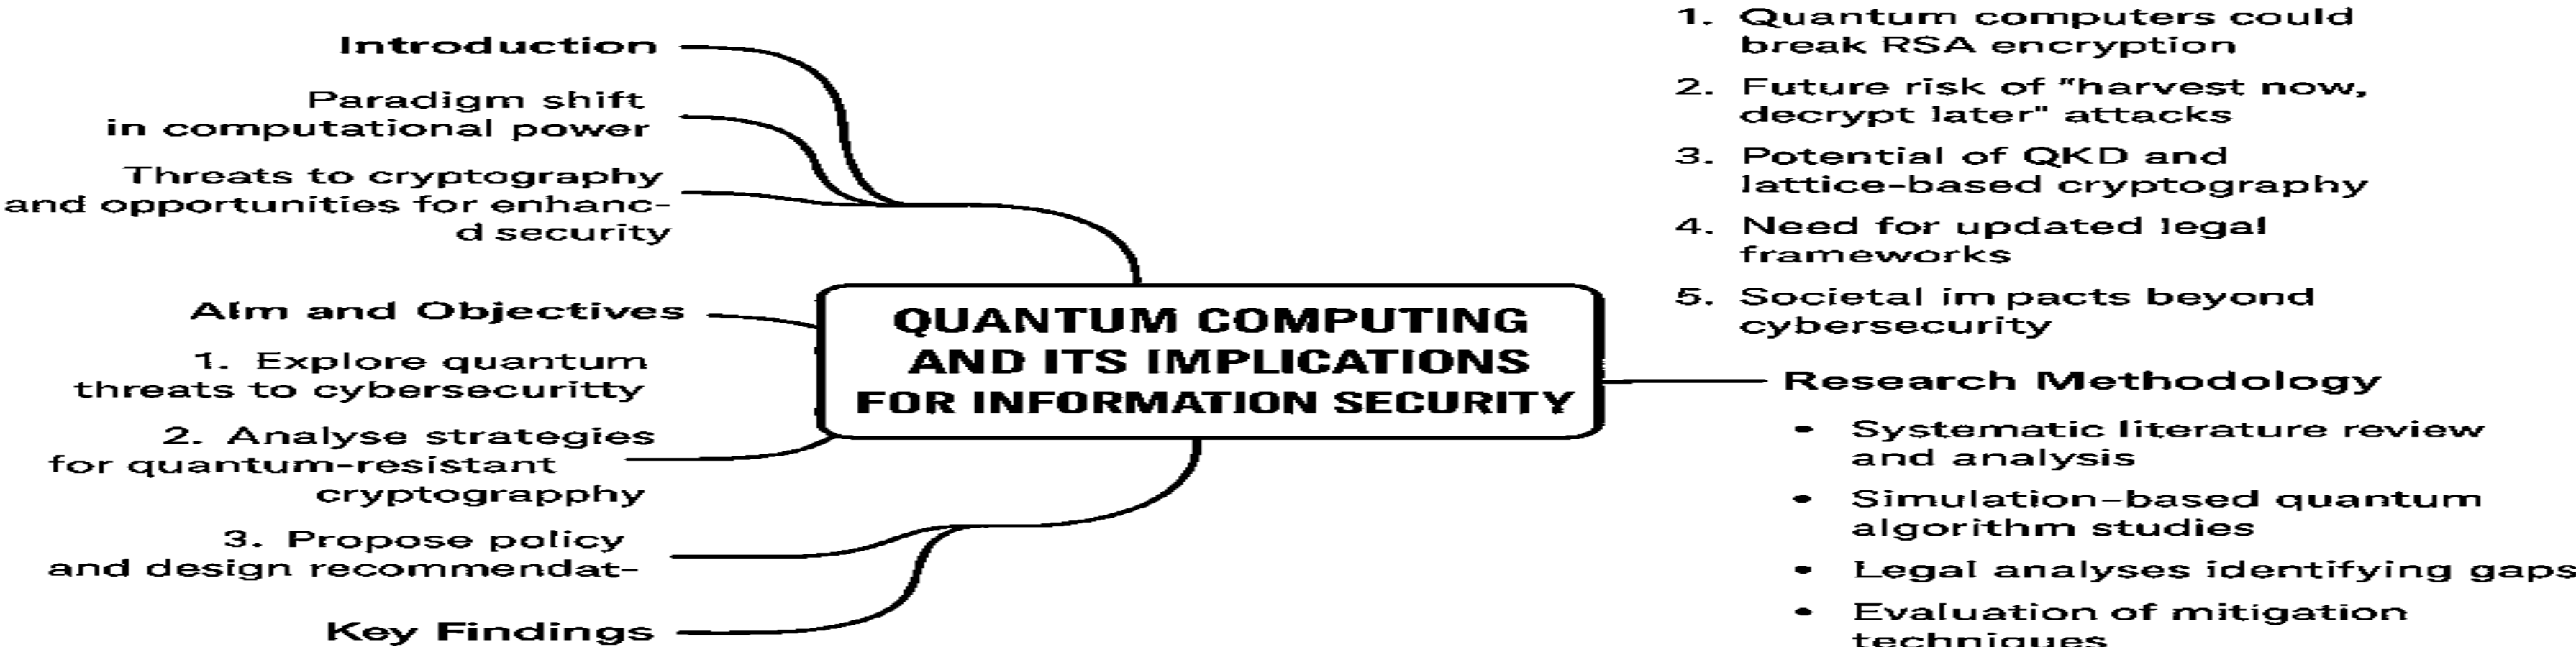 Introduction
Paradigm shift
in computational power
Threats to cryptography
and opportunities for enhanc-
d security
Aim and Objectives
1. Explore quantum
threats to cybersecuritty
2. Analyse strategies
for quantum-resistant
cryptograpphy
3. Propose policy
and design recommendat-
Key Findings
QUANTUM COMPUTING
AND ITS IMPLICATIONS
FOR INFORMATION SECURITY
1. Quantum computers could
break RSA encryption
2. Future risk of "harvest now,
decrypt later" attacks
3. Potential of QKD and
lattice-based cryptography
4. Need for updated legal
frameworks
5. Societal im pacts beyond
cybersecurity
Research Methodology
• Systematic literature review
and analysis
• Simulation-based quantum
algorithm studies
• Legal analyses identifying gaps
• Evaluation of mitigation
techniques